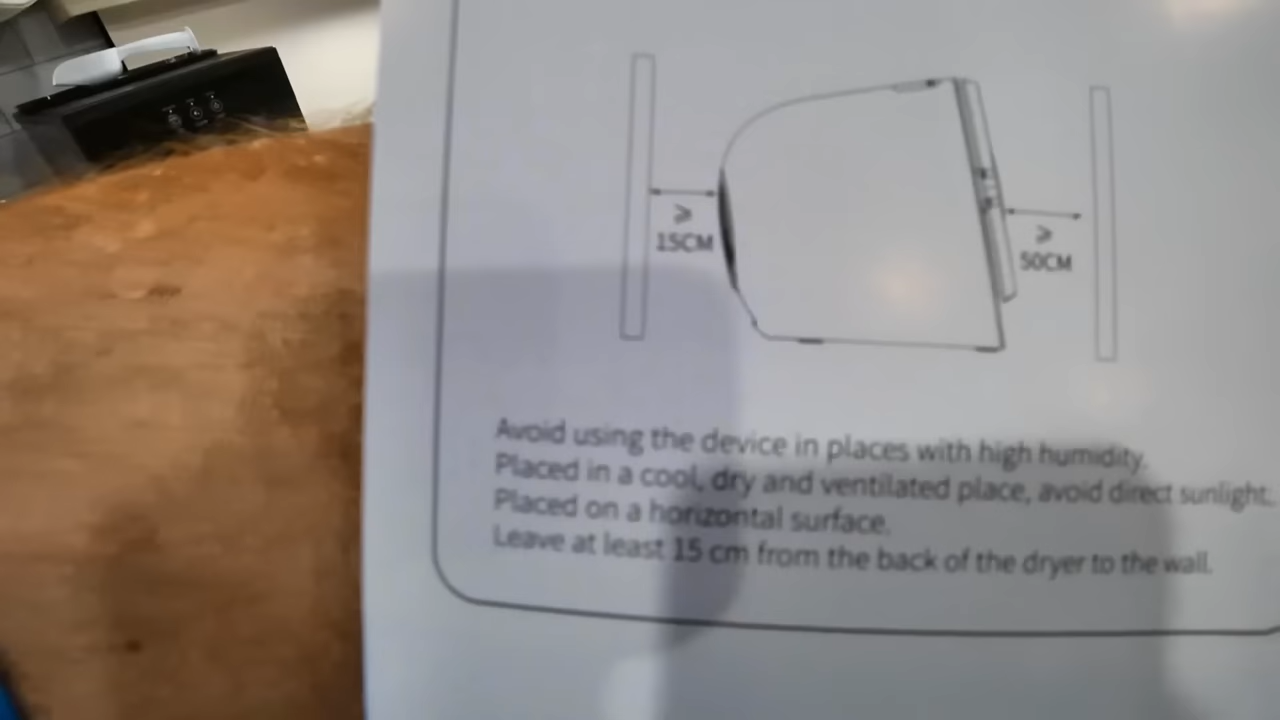 ⩾
15CM
⩾
50CM
Avoid using the device in places with high humidity.
Placed in a cool, dry and ventilated place, avoid direct sunlight.
Placed on a horizontal surface.
Leave at least 15 cm from the back of the dryer to the wall.